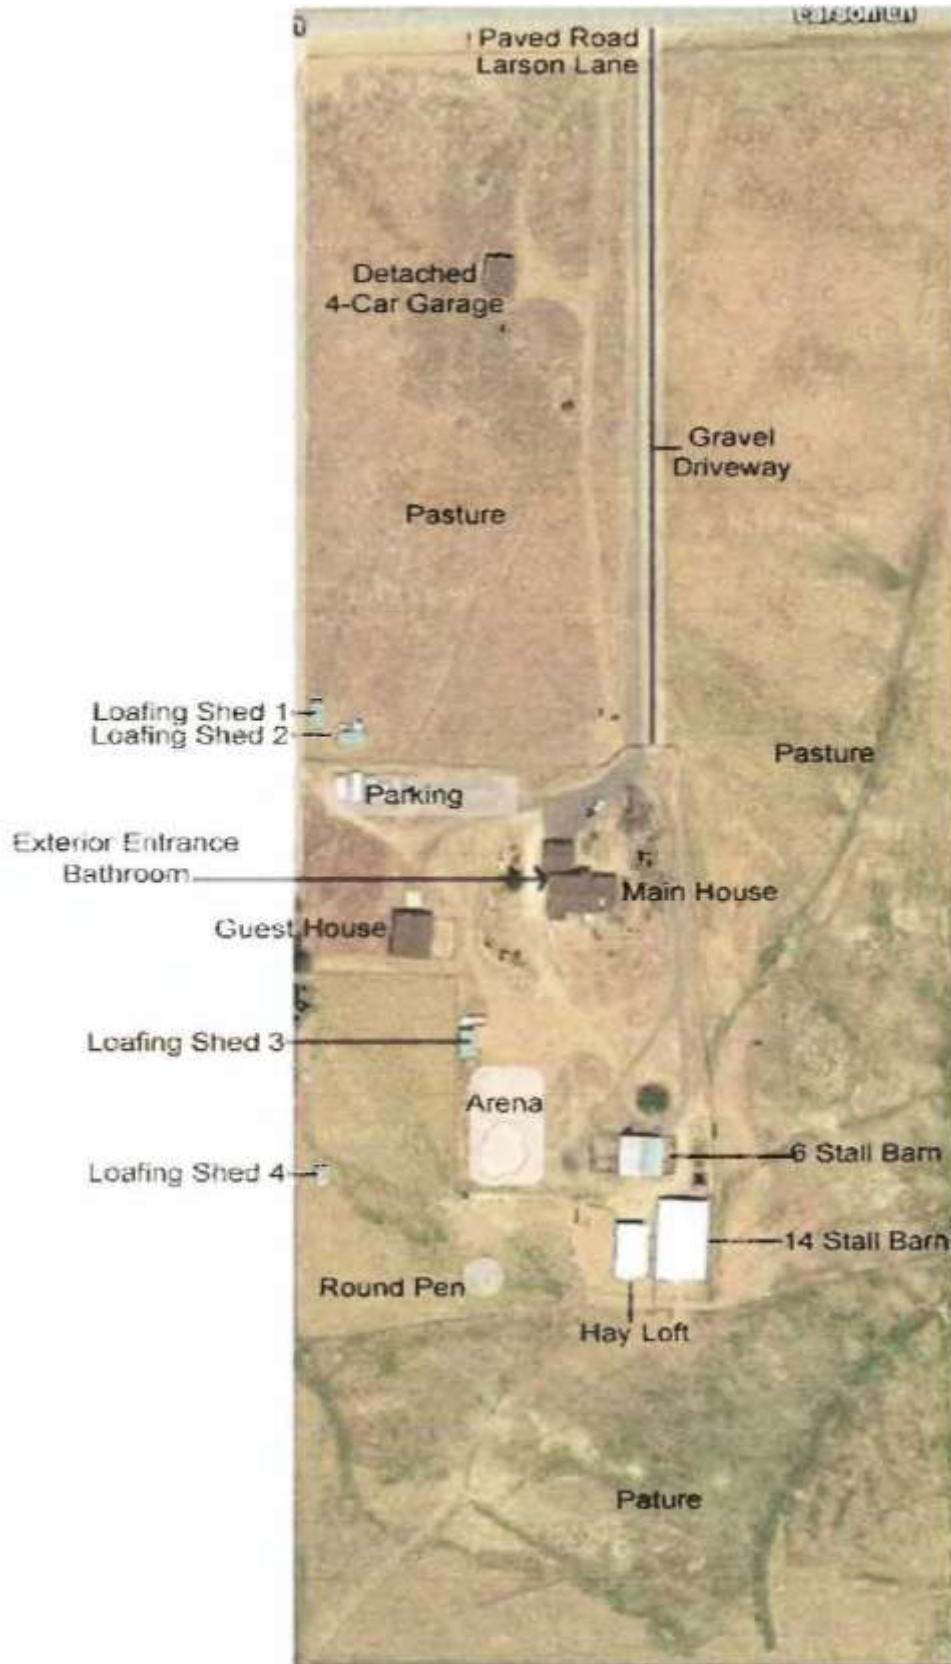 Larson Ln
Paved Road
Larson Lane
Detached
4-Car Garage
Gravel
Driveway
Pasture
Loafing Shed 1
Loafing Shed 2
Pasture
Parking
Exterior Entrance
Bathroom
Main House
Guest House
Loafing Shed 3
Arena
6 Stall Barn
Loafing Shed 4
14 Stall Barn
Round Pen
Hay Loft
Pature